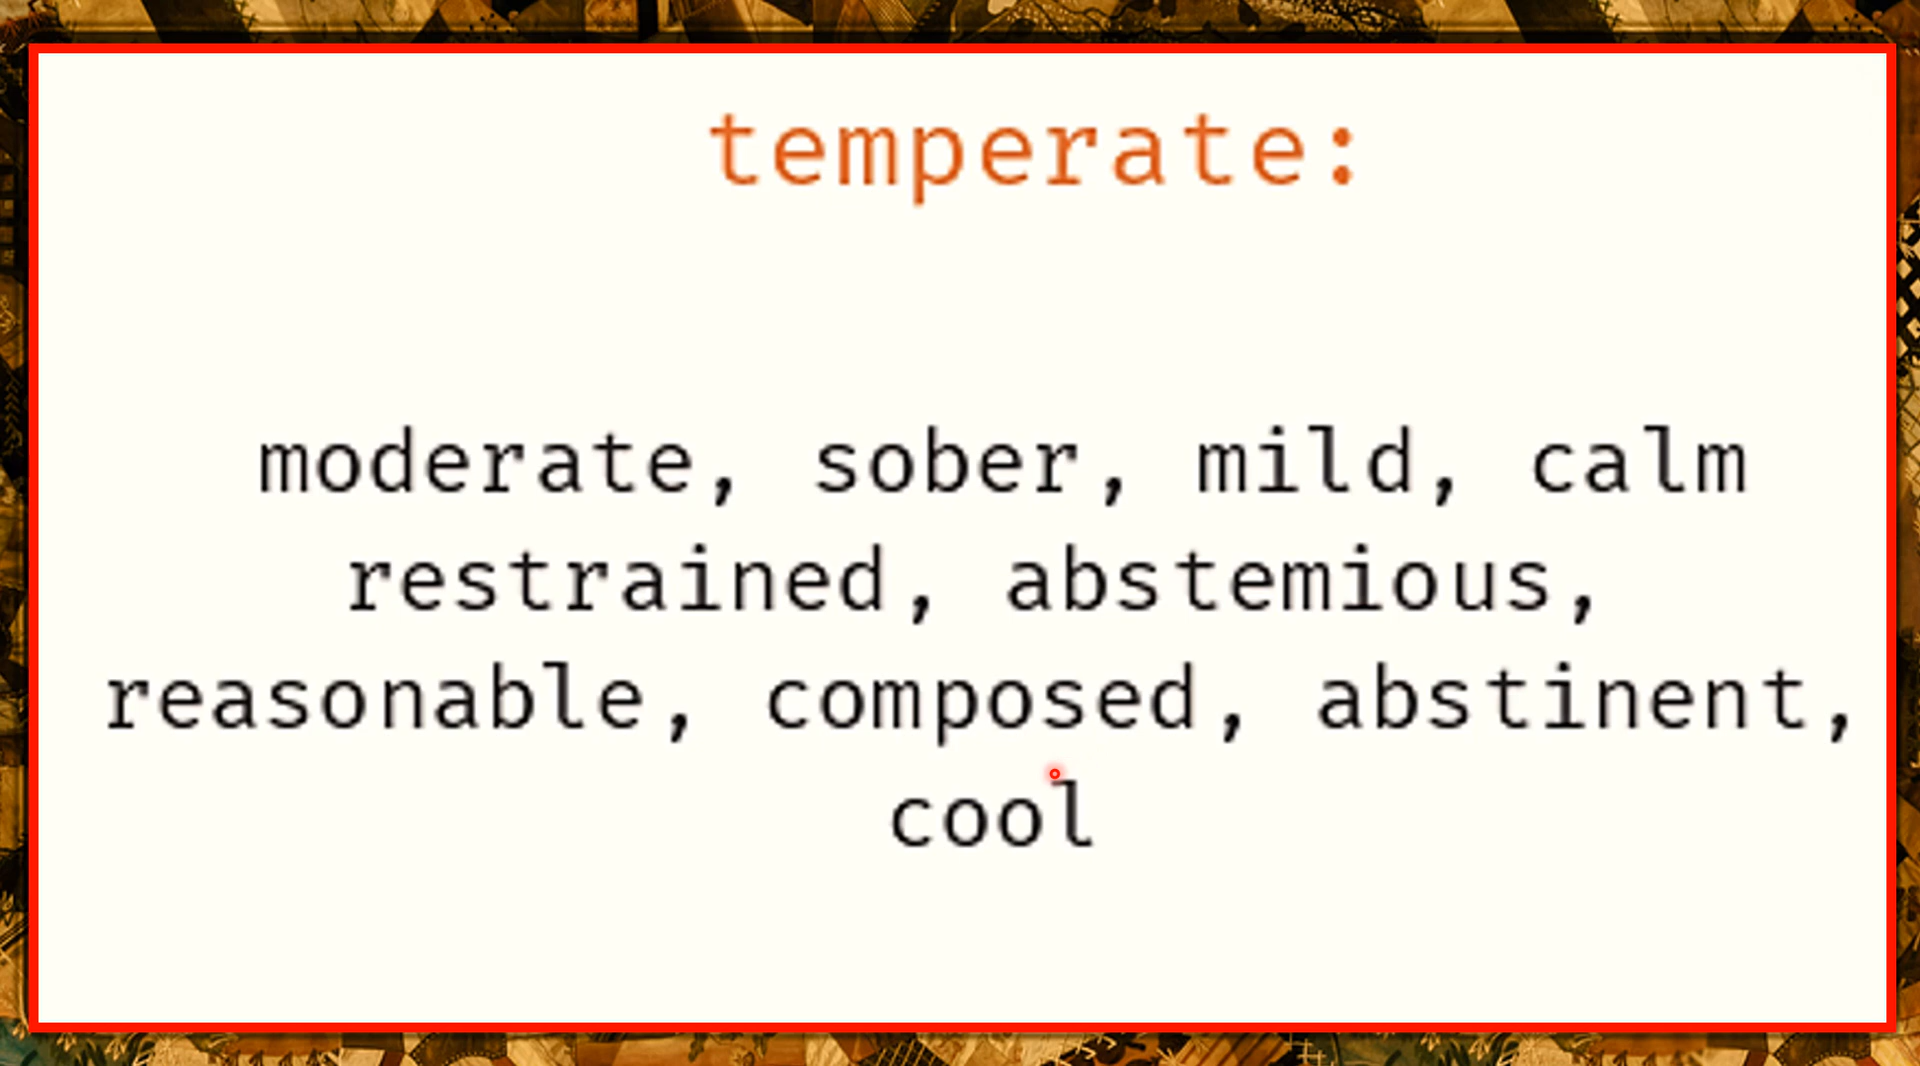 temperate:
moderate, sober, mild, calm
restrained, abstemious,
reasonable, composed, abstinent,
cool